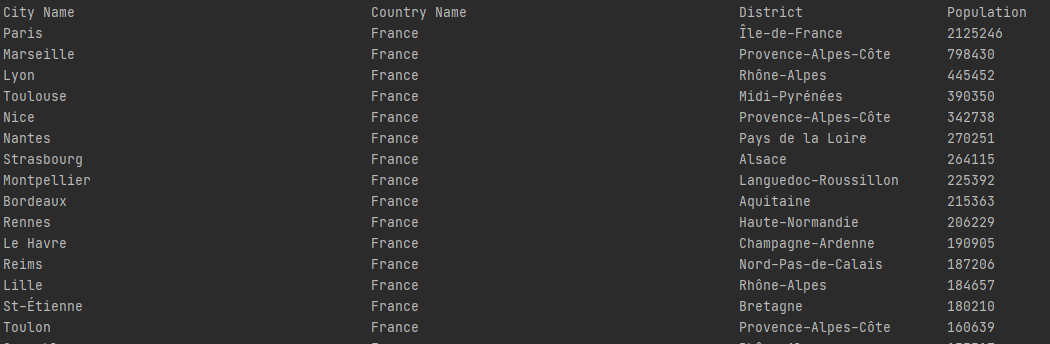 City Name Country Name District Population
Paris France Île-de-France 2125246
Marseille France Provence-Alpes-Côte 798430
Lyon France Rhône-Alpes 445452
Toulouse France Midi-Pyrénées 390350
Nice France Provence-Alpes-Côte 342738
Nantes France Pays de la Loire 270251
Strasbourg France Alsace 264115
Montpellier France Languedoc-Roussillon 225392
Bordeaux France Aquitaine 215363
Rennes France Haute-Normandie 206229
Le Havre France Champagne-Ardenne 190905
Reims France Nord-Pas-de-Calais 187206
Lille France Rhône-Alpes 184657
St-Étienne France Bretagne 180210
Toulon France Provence-Alpes-Côte 160639